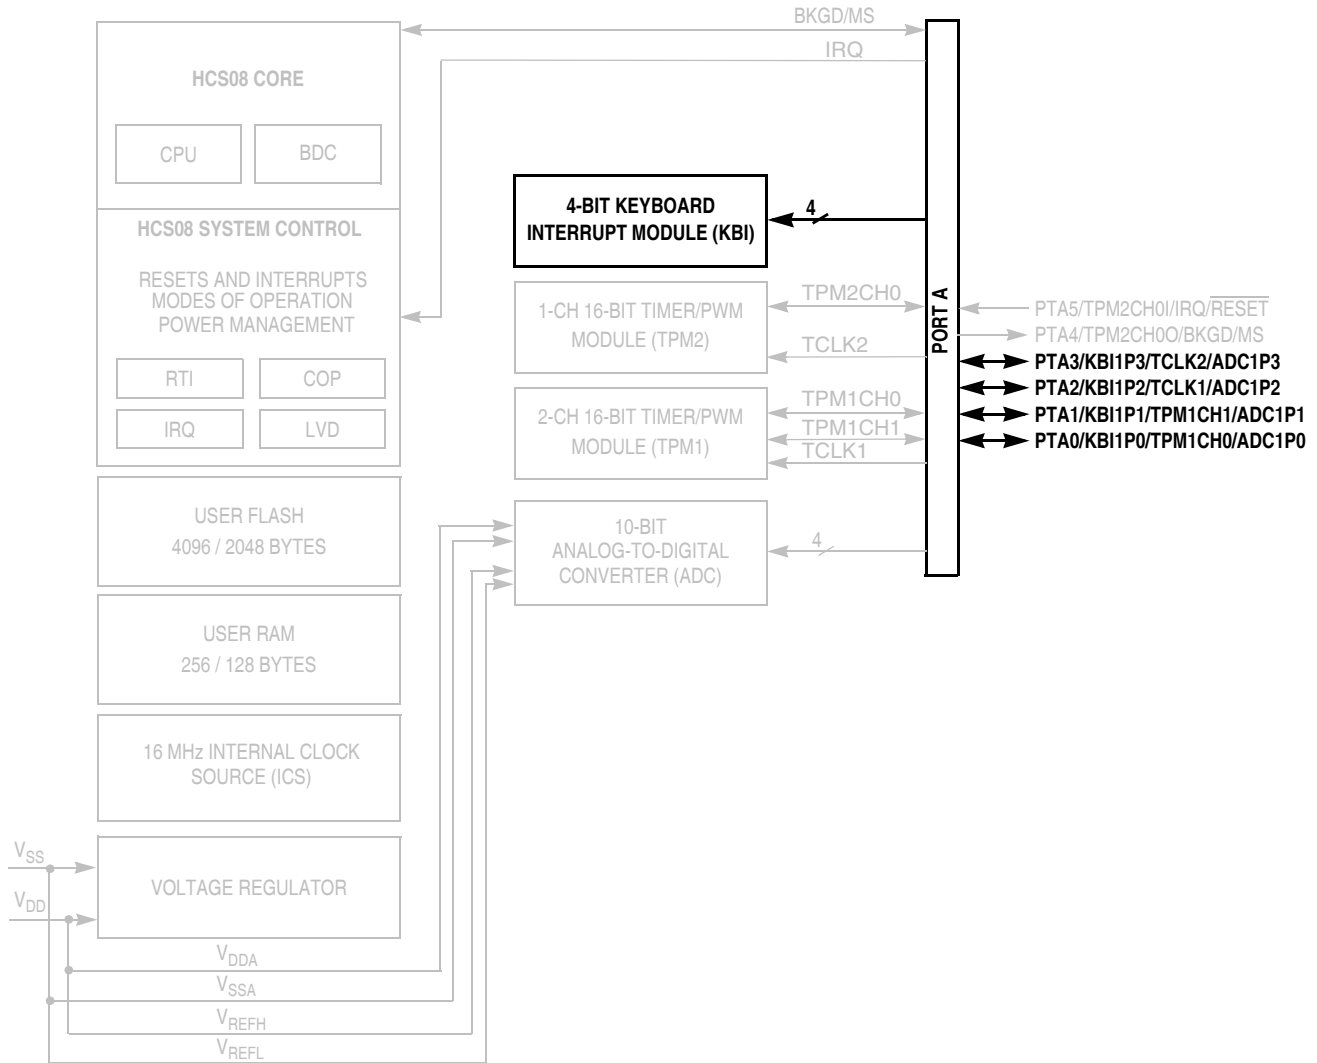 BKGD/MS
IRQ
HCS08 CORE
CPU
BDC
HCS08 SYSTEM CONTROL
RESETS AND INTERRUPTS
MODES OF OPERATION
POWER MANAGEMENT
RTI
COP
IRQ
LVD
USER FLASH
4096 / 2048 BYTES
USER RAM
256 / 128 BYTES
16 MHz INTERNAL CLOCK
SOURCE (ICS)
VOLTAGE REGULATOR
VSS
VDD
VDDA
VSSA
VREFH
VREFL
4-BIT KEYBOARD
INTERRUPT MODULE (KBI)
4
1-CH 16-BIT TIMER/PWM
MODULE (TPM2)
TPM2CH0
TCLK2
2-CH 16-BIT TIMER/PWM
MODULE (TPM1)
TPM1CH0
TPM1CH1
TCLK1
10-BIT
ANALOG-TO-DIGITAL
CONVERTER (ADC)
4
PORT A
PTA5/TPM2CH0I/IRQ/RESET
PTA4/TPM2CH0O/BKGD/MS
PTA3/KBI1P3/TCLK2/ADC1P3
PTA2/KBI1P2/TCLK1/ADC1P2
PTA1/KBI1P1/TPM1CH1/ADC1P1
PTA0/KBI1P0/TPM1CH0/ADC1P0